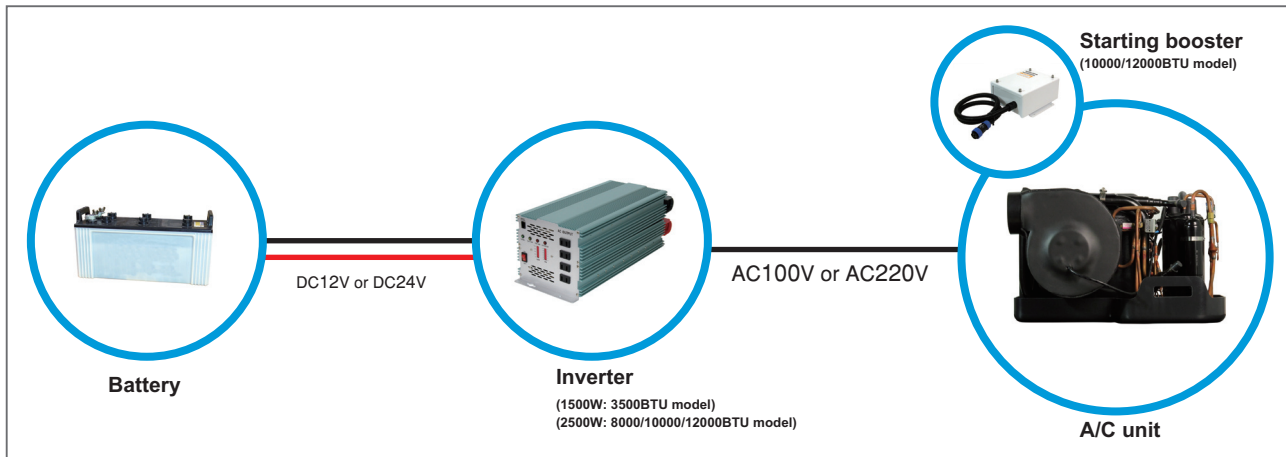 Starting booster
(10000/12000BTU model)
DC12V or DC24V
AC100V or AC220V
Battery
Inverter
(1500W: 3500BTU model)
(2500W: 8000/10000/12000BTU model)
A/C unit